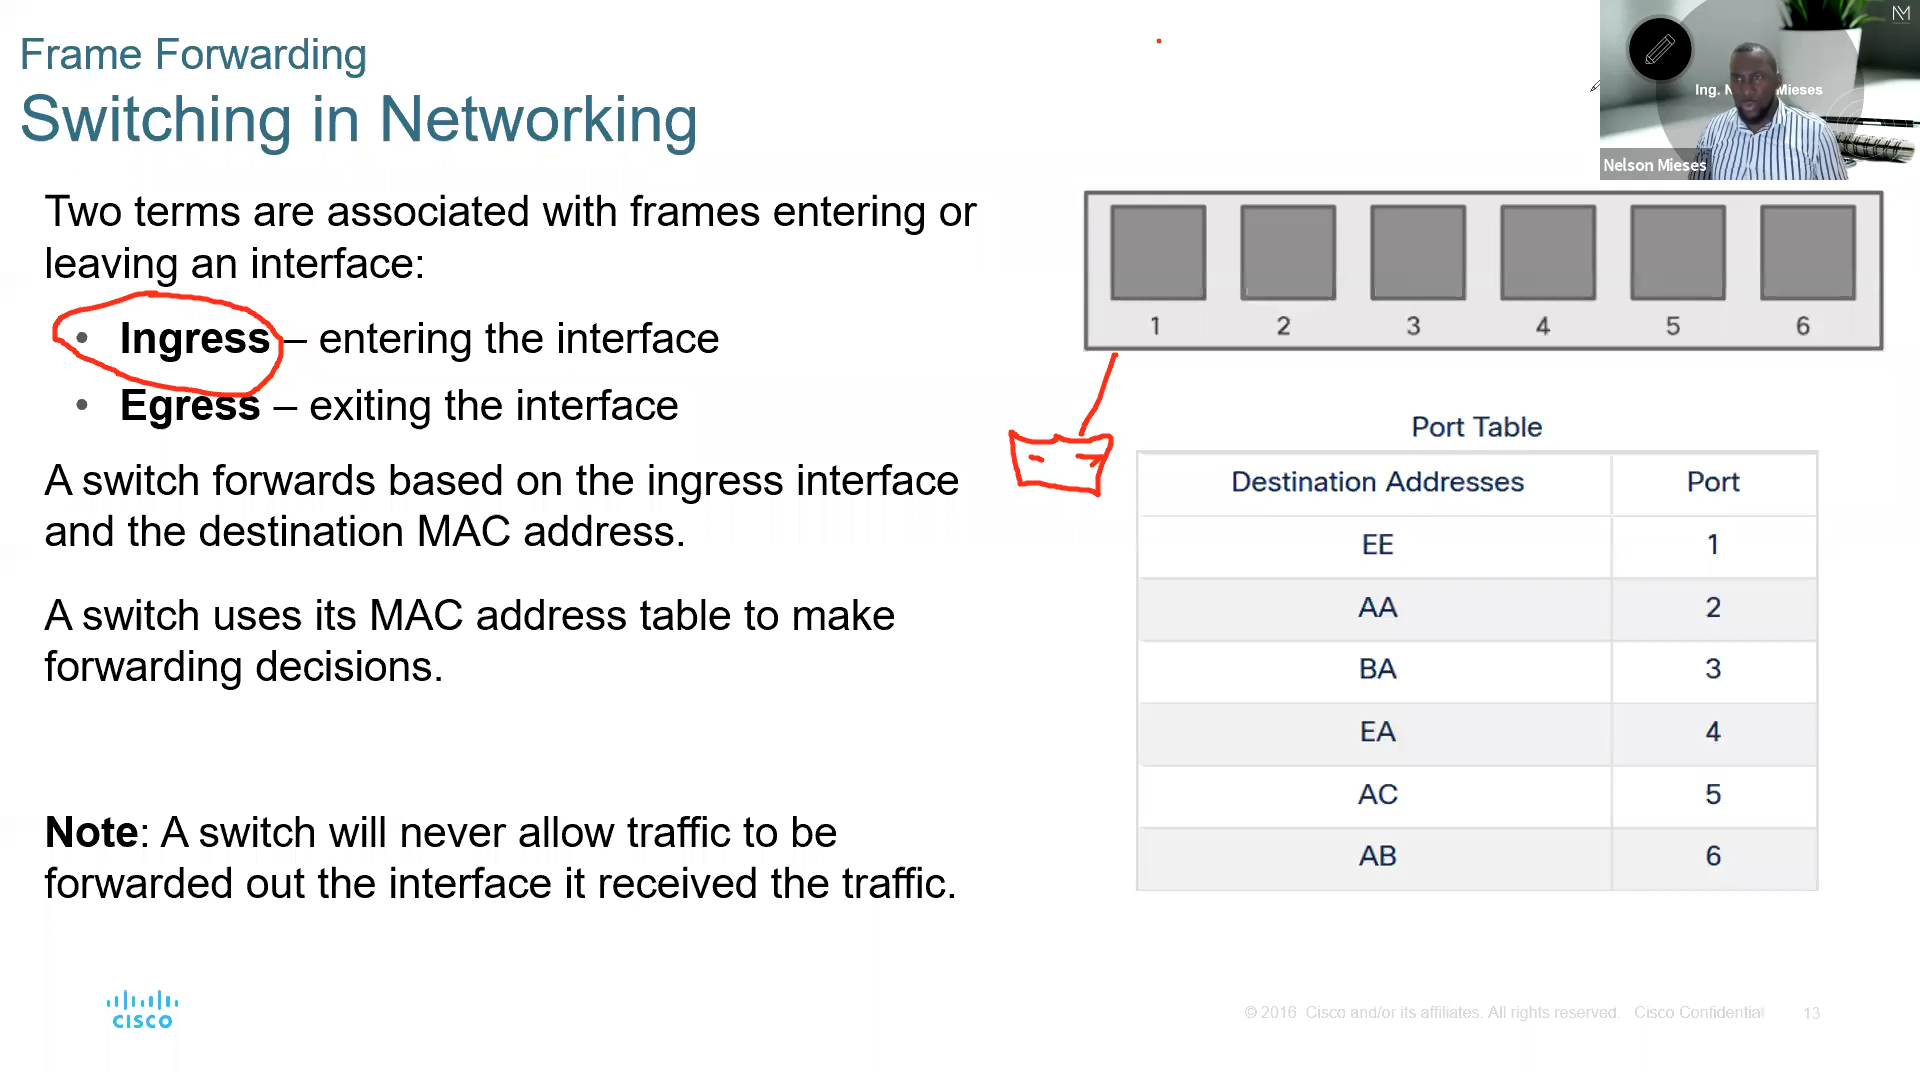 Frame Forwarding
Switching in Networking
Two terms are associated with frames entering or
leaving an interface:
• Ingress – entering the interface
• Egress – exiting the interface
A switch forwards based on the ingress interface
and the destination MAC address.
A switch uses its MAC address table to make
forwarding decisions.
Note: A switch will never allow traffic to be
forwarded out the interface it received the traffic.
Ing. N Mieses
Nelson Mieses
1 2 3 4 5 6
Port Table
Destination Addresses Port
EE 1
AA 2
BA 3
EA 4
AC 5
AB 6
CISCO
© 2016 Cisco and/or its affiliates. All rights reserved. Cisco Confidential 13